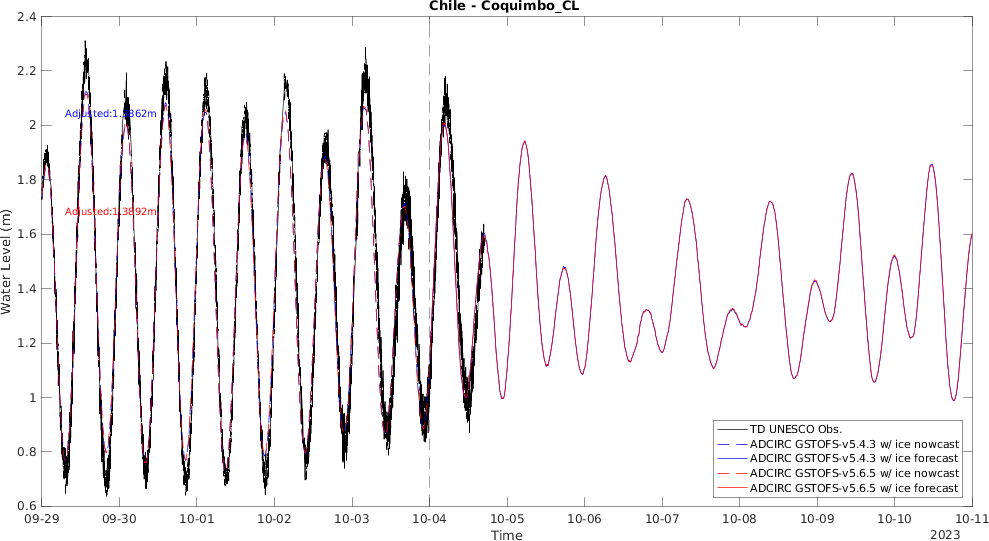 Chile - Coquimbo_CL
2.4
2.2
2
1.8
1.6
1.4
1.2
1
0.8
0.6
Water Level (m)
Adjusted:1.3892m
TD UNESCO Obs.
ADCIRC GSTOFS-v5.4.3 w/ ice nowcast
ADCIRC GSTOFS-v5.4.3 w/ ice forecast
ADCIRC GSTOFS-v5.6.5 w/ ice nowcast
ADCIRC GSTOFS-v5.6.5 w/ ice forecast
09-29 09-30 10-01 10-02 10-03 10-04 10-05 10-06 10-07 10-08 10-09 10-10 10-11
Time
2023